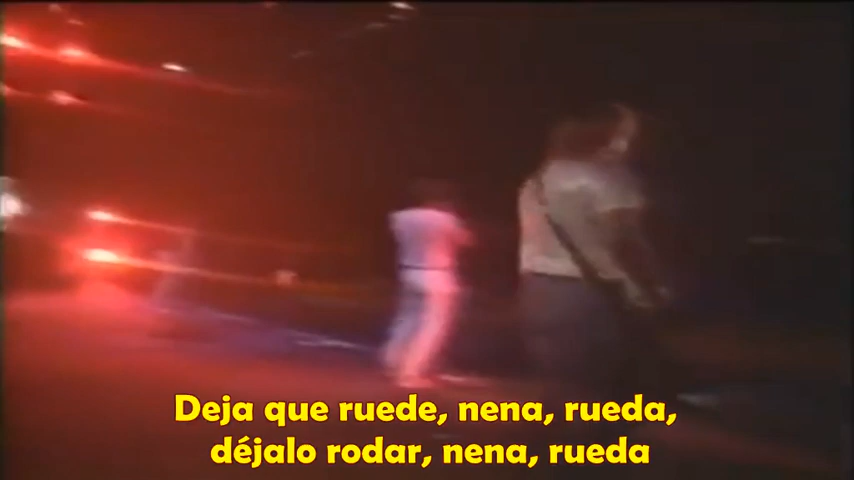 Deja que ruede, nena, rueda,
déjalo rodar, nena, rueda